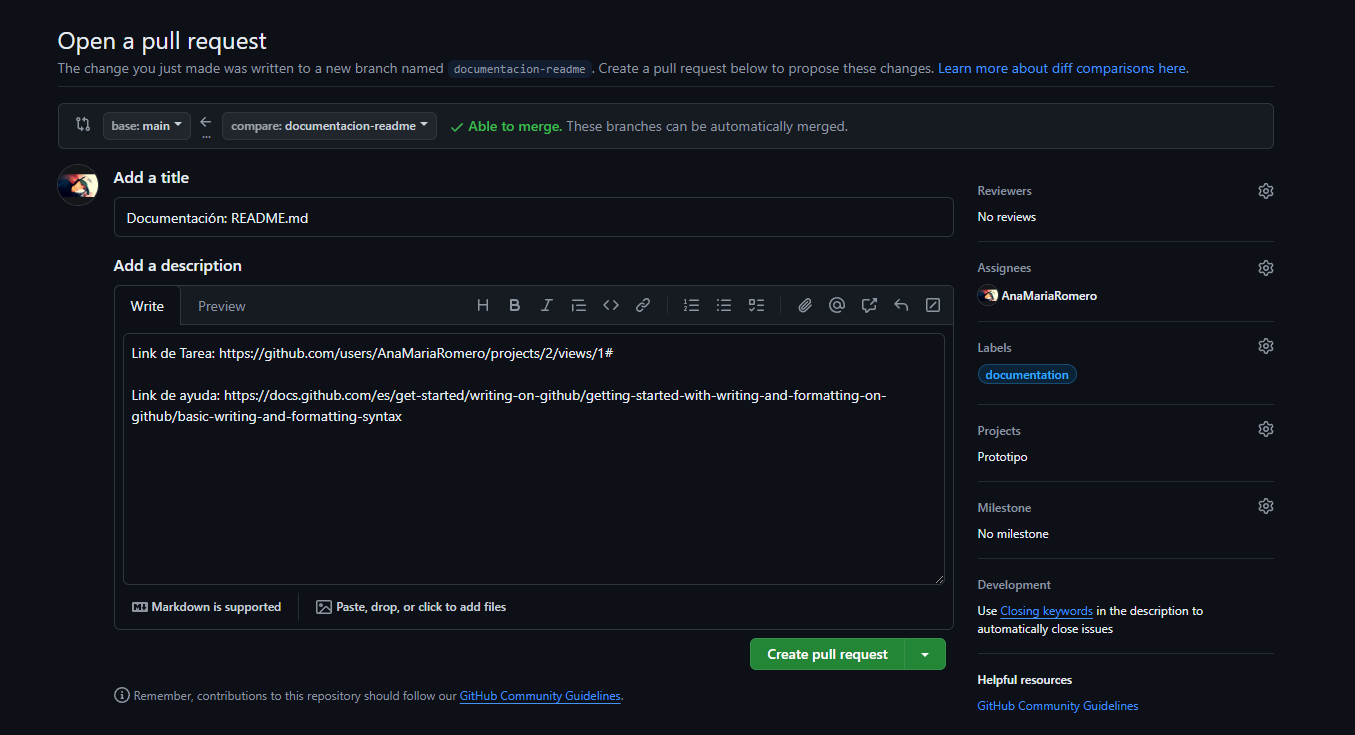 Open a pull request
The change you just made was written to a new branch named documentacion-readme. Create a pull request below to propose these changes. Learn more about diff comparisons here.
base: main
...
compare: documentacion-readme
Able to merge. These branches can be automatically merged.
Add a title
Documentación: README.md
Add a description
Write Preview
Link de Tarea: https://github.com/users/AnaMariaRomero/projects/2/views/1#
Link de ayuda: https://docs.github.com/es/get-started/writing-on-github/getting-started-with-writing-and-formatting-on-
github/basic-writing-and-formatting-syntax
Markdown is supported
Paste, drop, or click to add files
Create pull request
Remember, contributions to this repository should follow our GitHub Community Guidelines.
Reviewers
No reviews
Assignees
AnaMariaRomero
Labels
documentation
Projects
Prototipo
Milestone
No milestone
Development
Use Closing keywords in the description to
automatically close issues
Helpful resources
GitHub Community Guidelines